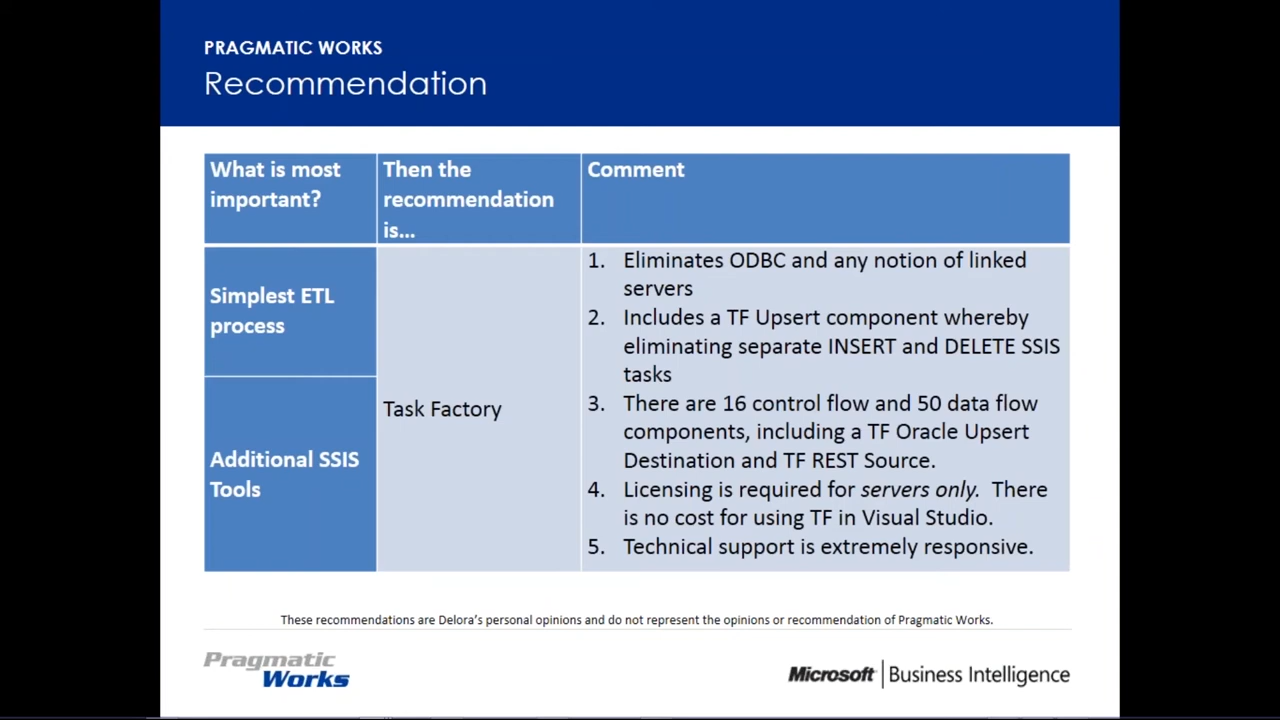 PRAGMATIC WORKS
Recommendation
What is most
important?
Then the
recommendation
is...
Comment
Simplest ETL
process
Additional SSIS
Tools
Task Factory
1. Eliminates ODBC and any notion of linked
servers
2. Includes a TF Upsert component whereby
eliminating separate INSERT and DELETE SSIS
tasks
3. There are 16 control flow and 50 data flow
components, including a TF Oracle Upsert
Destination and TF REST Source.
4. Licensing is required for servers only. There
is no cost for using TF in Visual Studio.
5. Technical support is extremely responsive.
These recommendations are Delora's personal opinions and do not represent the opinions or recommendation of Pragmatic Works.
Pragmatic
Works
Microsoft | Business Intelligence